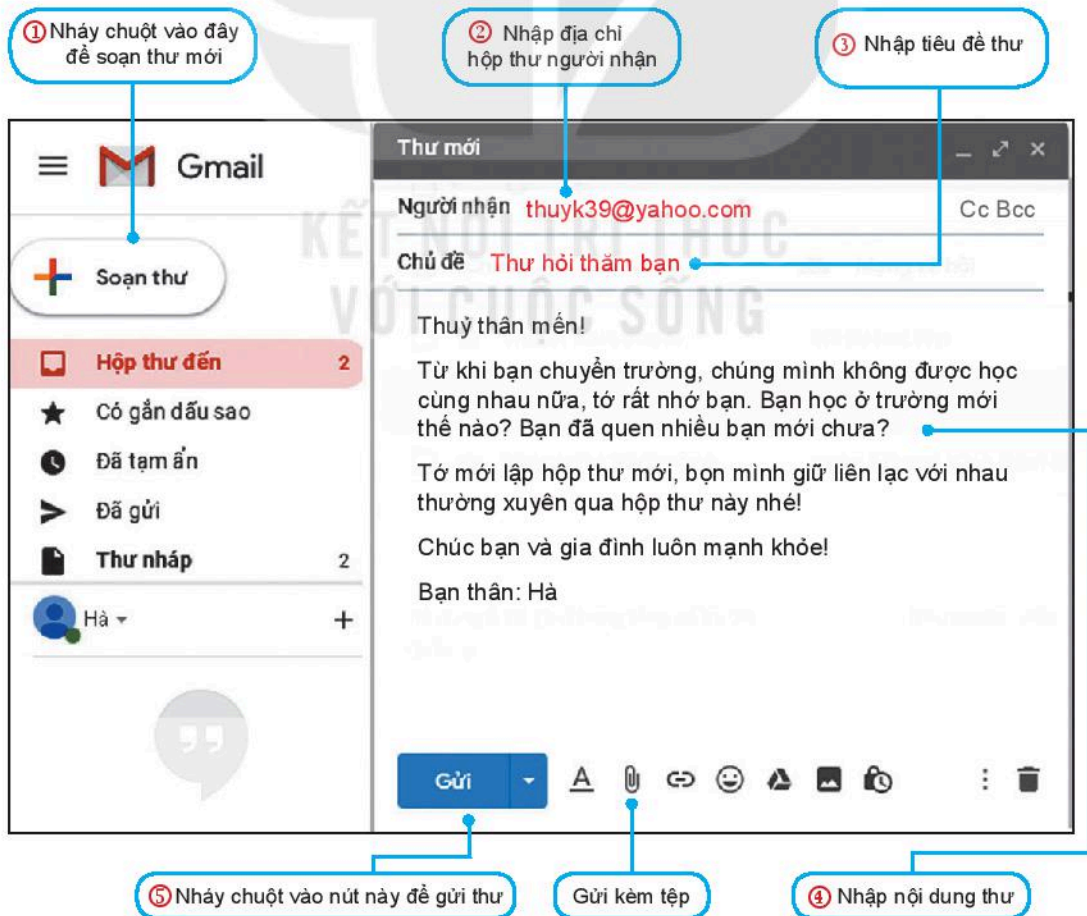 ① Nháy chuột vào đây
để soạn thư mới
② Nhập địa chỉ
hộp thư người nhận
③ Nhập tiêu đề thư
Gmail
Soạn thư
Hộp thư đến 2
Có gắn dấu sao
Đã tạm ẩn
Đã gửi
Thư nháp 2
Hà
Thư mới
Người nhận thuyk39@yahoo.com Cc Bcc
Chủ đề Thư hỏi thăm bạn
KẾT NỐI TRI THỨC
VỚI CUỘC SỐNG
Thuỷ thân mến!
Từ khi bạn chuyển trường, chúng mình không được học
cùng nhau nữa, tớ rất nhớ bạn. Bạn học ở trường mới
thế nào? Bạn đã quen nhiều bạn mới chưa?
Tớ mới lập hộp thư mới, bọn mình giữ liên lạc với nhau
thường xuyên qua hộp thư này nhé!
Chúc bạn và gia đình luôn mạnh khỏe!
Bạn thân: Hà
Gửi
⑤ Nháy chuột vào nút này để gửi thư
Gửi kèm tệp
④ Nhập nội dung thư